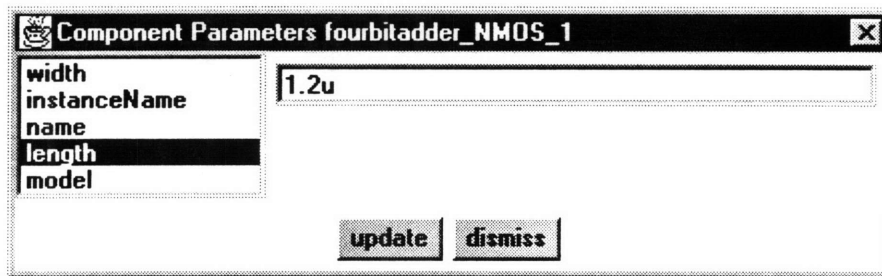 Component Parameters fourbitadder_NMOS_1
width
instanceName
name
length
model
1.2u
update dismiss